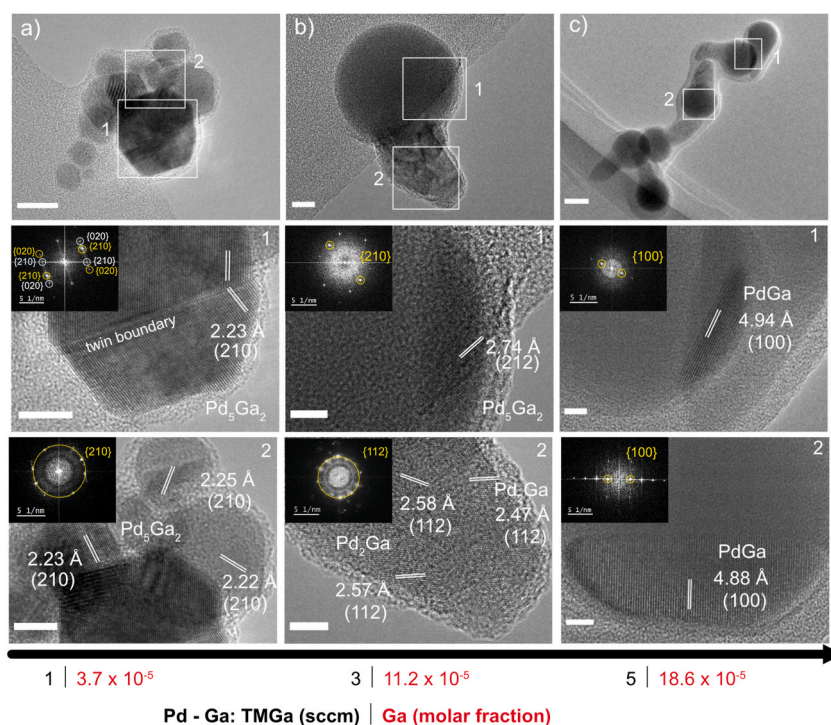 a)
2
1
b)
1
2
c)
1
2
1
{020}
{020}
{210}
{210}
{210}
{210}
{020}
{020}
5 1/nm
twin boundary
2.23 Å
(210)
Pd5Ga2
1
{210}
5 1/nm
2.74 Å
(212)
Pd5Ga2
1
{100}
5 1/nm
PdGa
4.94 Å
(100)
2
{210}
5 1/nm
2.25 Å
(210)
Pd5Ga2
2.23 Å
(210)
2.22 Å
(210)
2
{112}
5 1/nm
2.58 Å
(112)
Pd2Ga
2.47 Å
(112)
Pd2Ga
2.57 Å
(112)
2
{100}
5 1/nm
PdGa
4.88 Å
(100)
1 | 3.7 x 10-5
3 | 11.2 x 10-5
5 | 18.6 x 10-5
Pd - Ga: TMGa (sccm) | Ga (molar fraction)